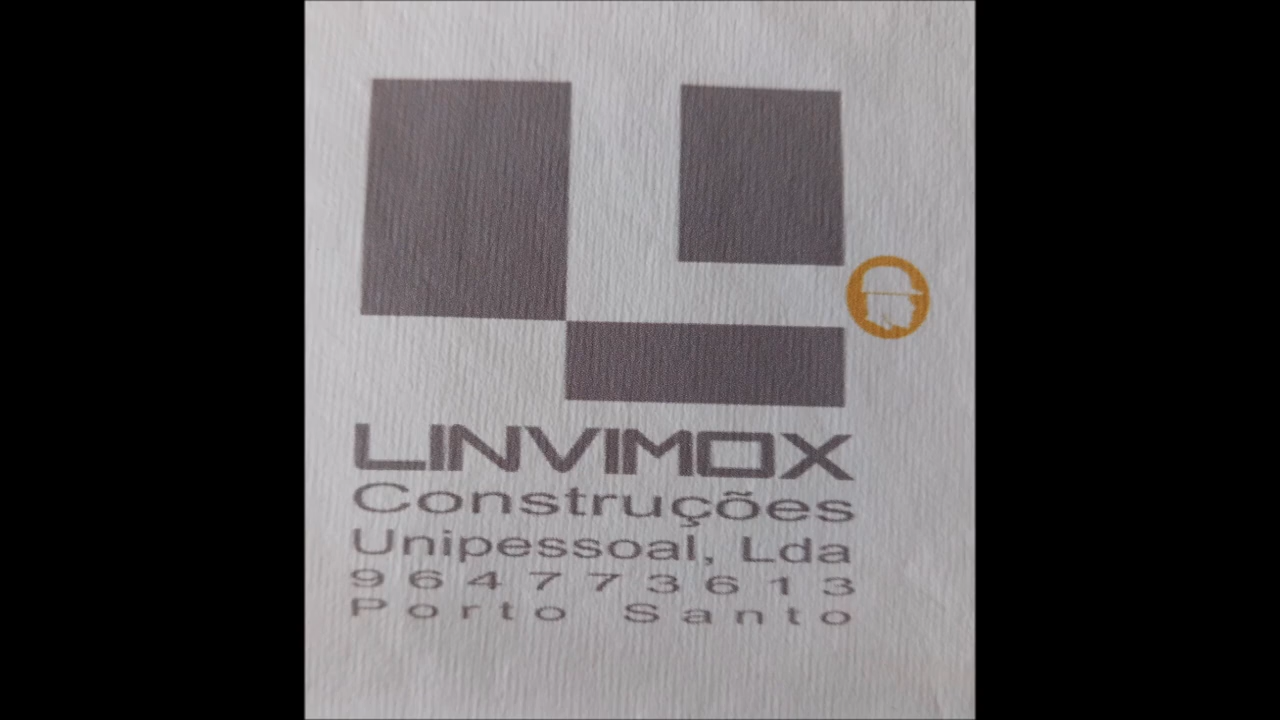 LINVIMOX
Construções
Unipessoal, Lda
964773613
Porto Santo